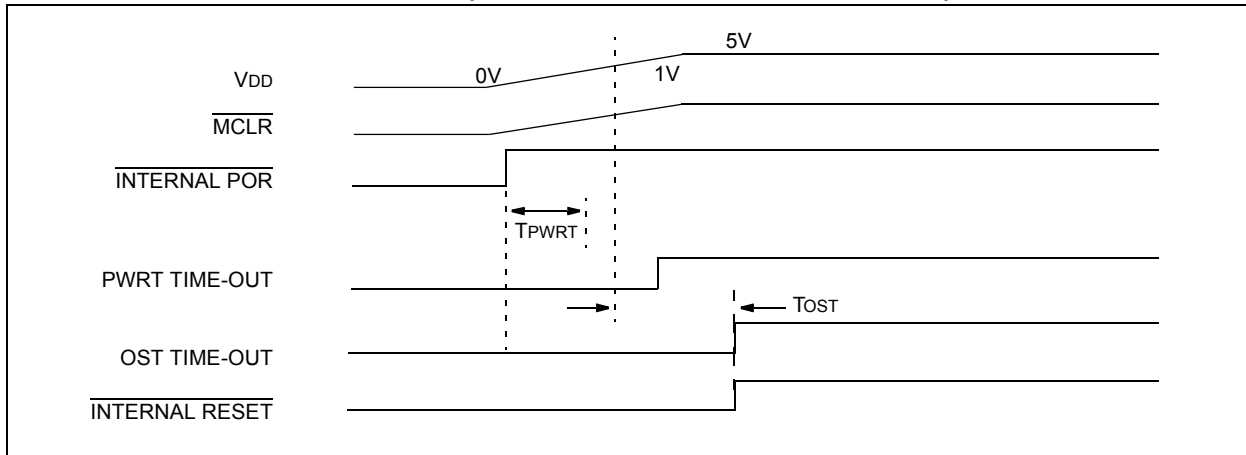 5V
VDD
0V
1V
MCLR
INTERNAL POR
TPWRT
PWRT TIME-OUT
TOST
OST TIME-OUT
INTERNAL RESET